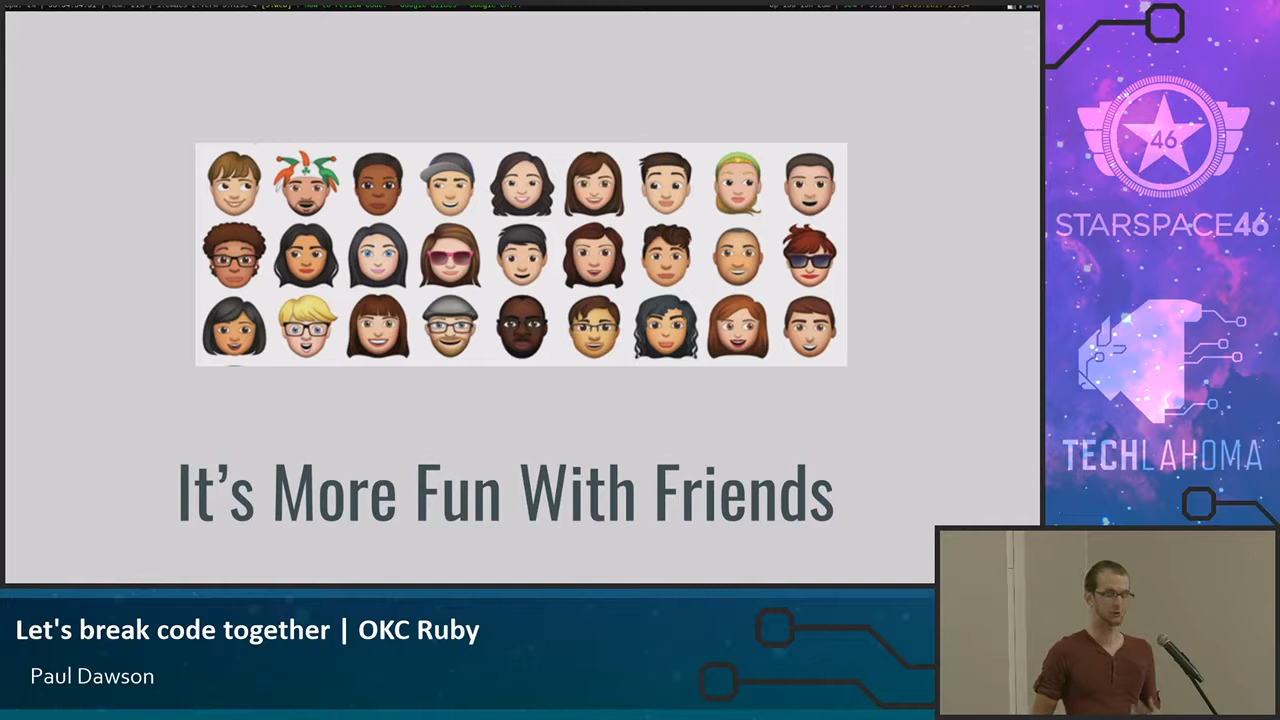 It's More Fun With Friends
46
STARSPACE46
TECHLAHOMA
Let's break code together | OKC Ruby
Paul Dawson